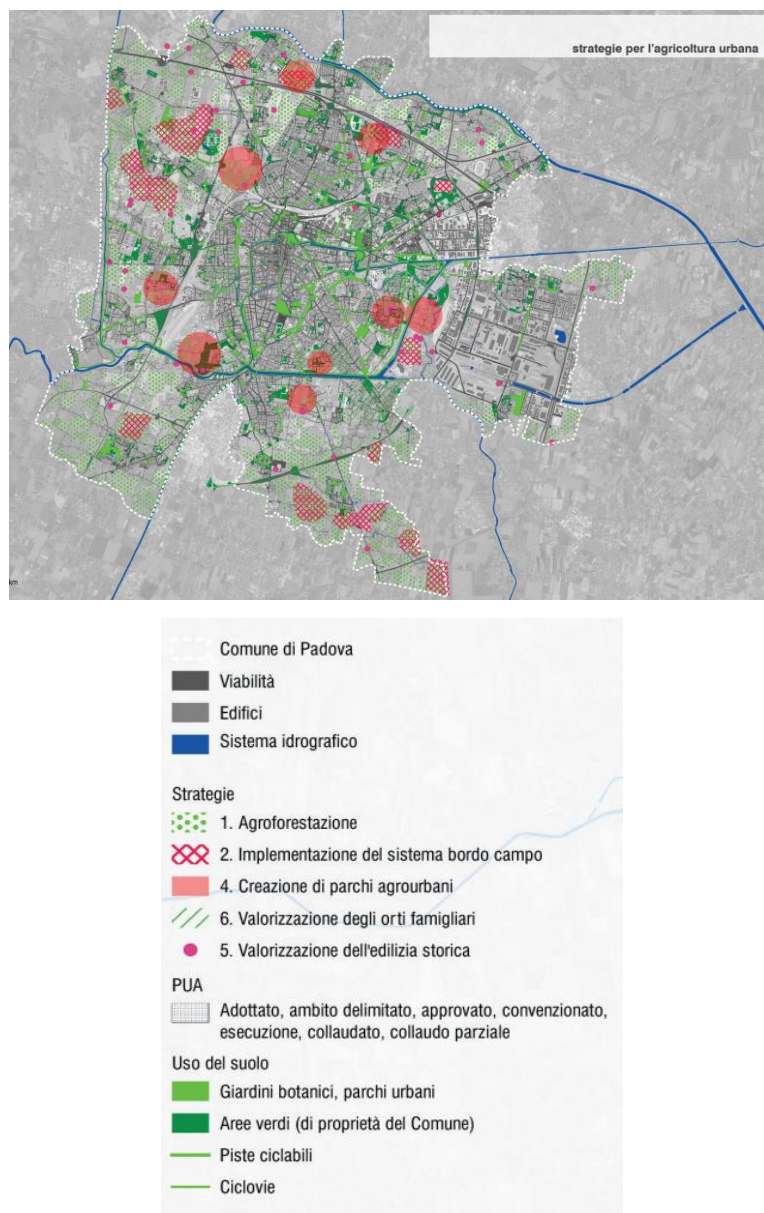 strategie per l'agricoltura urbana
km
Comune di Padova
Viabilità
Edifici
Sistema idrografico
Strategie
1. Agroforestazione
2. Implementazione del sistema bordo campo
4. Creazione di parchi agrourbani
6. Valorizzazione degli orti famigliari
5. Valorizzazione dell'edilizia storica
PUA
Adottato, ambito delimitato, approvato, convenzionato,
esecuzione, collaudato, collaudo parziale
Uso del suolo
Giardini botanici, parchi urbani
Aree verdi (di proprietà del Comune)
Piste ciclabili
Ciclovie